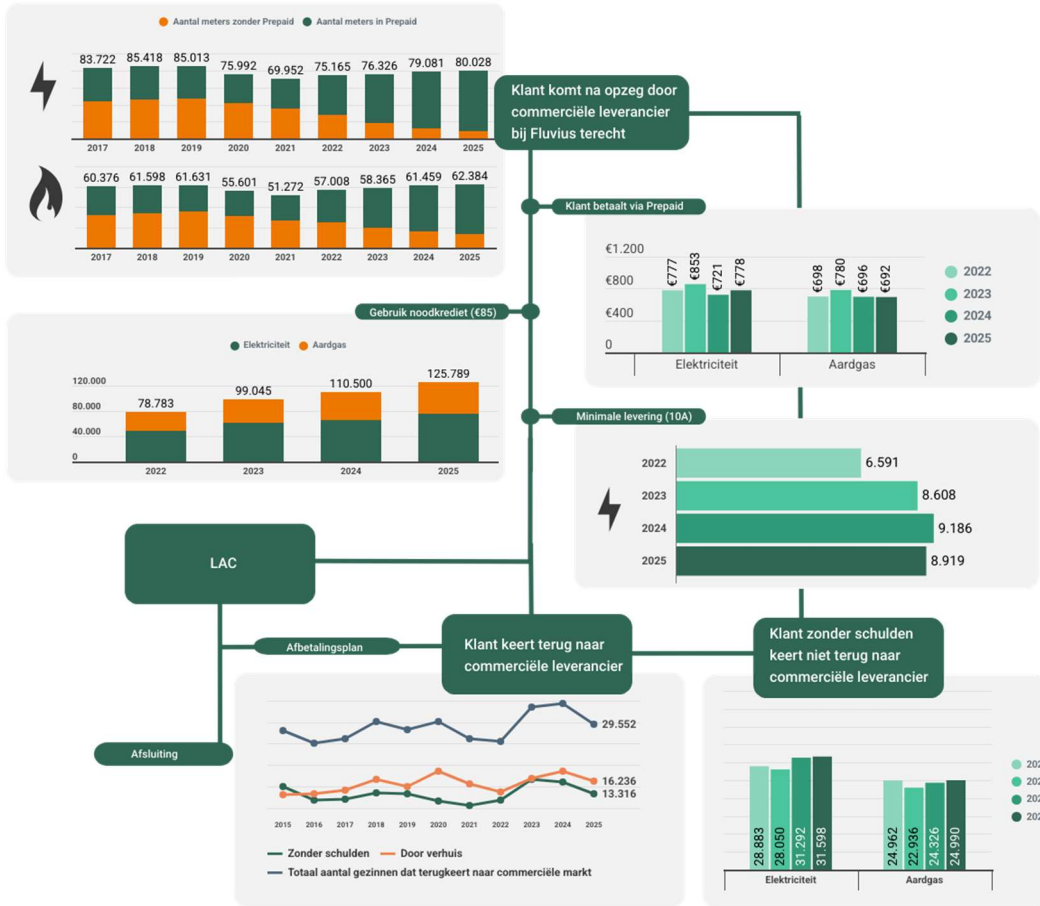 Aantal meters zonder Prepaid Aantal meters in Prepaid
83.722 85.418 85.013 75.992 69.952 75.165 76.326 79.081 80.028
2017 2018 2019 2020 2021 2022 2023 2024 2025
60.376 61.598 61.631 55.601 51.272 57.008 58.365 61.459 62.384
2017 2018 2019 2020 2021 2022 2023 2024 2025
Klant komt na opzeg door
commerciële leverancier
bij Fluvius terecht
Klant betaalt via Prepaid
€1.200
€800
€400
0
€777 €853 €721 €778
€698 €780 €696 €692
Elektriciteit Aardgas
2022
2023
2024
2025
Gebruik noodkrediet (€85)
Elektriciteit Aardgas
120.000
80.000
40.000
0
78.783 99.045 110.500 125.789
2022 2023 2024 2025
Minimale levering (10A)
2022 6.591
2023 8.608
2024 9.186
2025 8.919
LAC
Afbetalingsplan
Afsluiting
Klant keert terug naar
commerciële leverancier
29.552
16.236
13.316
2015 2016 2017 2018 2019 2020 2021 2022 2023 2024 2025
Zonder schulden Door verhuis
Totaal aantal gezinnen dat terugkeert naar commerciële markt
Klant zonder schulden
keert niet terug naar
commerciële leverancier
28.883 28.050 31.292 31.598
24.962 22.936 24.326 24.990
Elektriciteit Aardgas